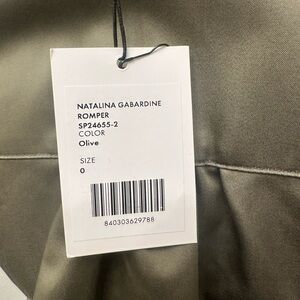 NATALINA GABARDINE
ROMPER
SP24655-2
COLOR
Olive
SIZE
0
840303629788